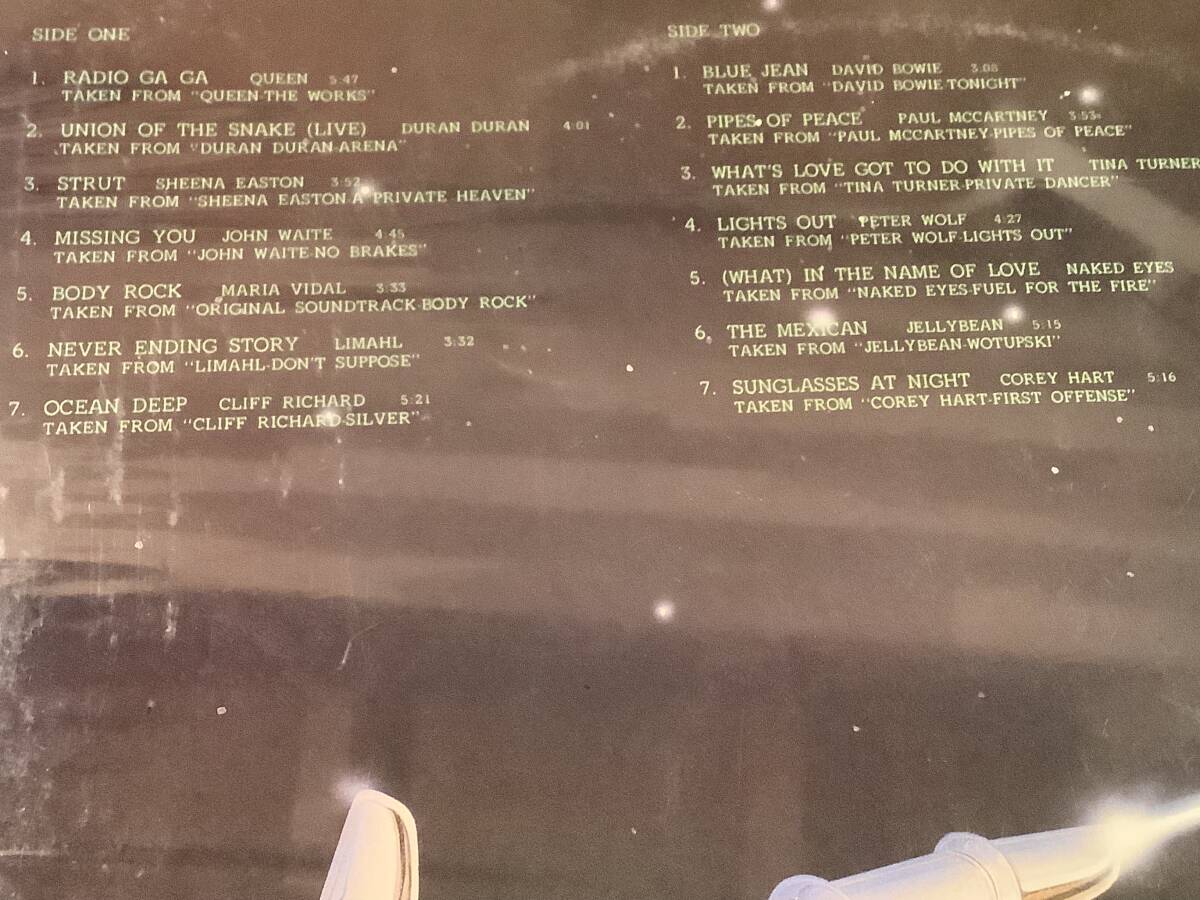 SIDE ONE
1. RADIO GA GA QUEEN 5:47
TAKEN FROM "QUEEN-THE WORKS"
2. UNION OF THE SNAKE (LIVE) DURAN DURAN 4:01
TAKEN FROM "DURAN DURAN-ARENA"
3. STRUT SHEENA EASTON 3:52
TAKEN FROM "SHEENA EASTON-A PRIVATE HEAVEN"
4. MISSING YOU JOHN WAITE 4:45
TAKEN FROM "JOHN WAITE-NO BRAKES"
5. BODY ROCK MARIA VIDAL 3:33
TAKEN FROM "ORIGINAL SOUNDTRACK-BODY ROCK"
6. NEVER ENDING STORY LIMAHL 3:32
TAKEN FROM "LIMAHL-DON'T SUPPOSE"
7. OCEAN DEEP CLIFF RICHARD 5:21
TAKEN FROM "CLIFF RICHARD-SILVER"
SIDE TWO
1. BLUE JEAN DAVID BOWIE 3:08
TAKEN FROM "DAVID BOWIE-TONIGHT"
2. PIPES OF PEACE PAUL MCCARTNEY 3:53
TAKEN FROM "PAUL MCCARTNEY-PIPES OF PEACE"
3. WHAT'S LOVE GOT TO DO WITH IT TINA TURNER
TAKEN FROM "TINA TURNER-PRIVATE DANCER"
4. LIGHTS OUT PETER WOLF 4:27
TAKEN FROM "PETER WOLF-LIGHTS OUT"
5. (WHAT) IN THE NAME OF LOVE NAKED EYES
TAKEN FROM "NAKED EYES-FUEL FOR THE FIRE"
6. THE MEXICAN JELLYBEAN 5:15
TAKEN FROM "JELLYBEAN-WOTUPSKI"
7. SUNGLASSES AT NIGHT COREY HART 5:16
TAKEN FROM "COREY HART-FIRST OFFENSE"